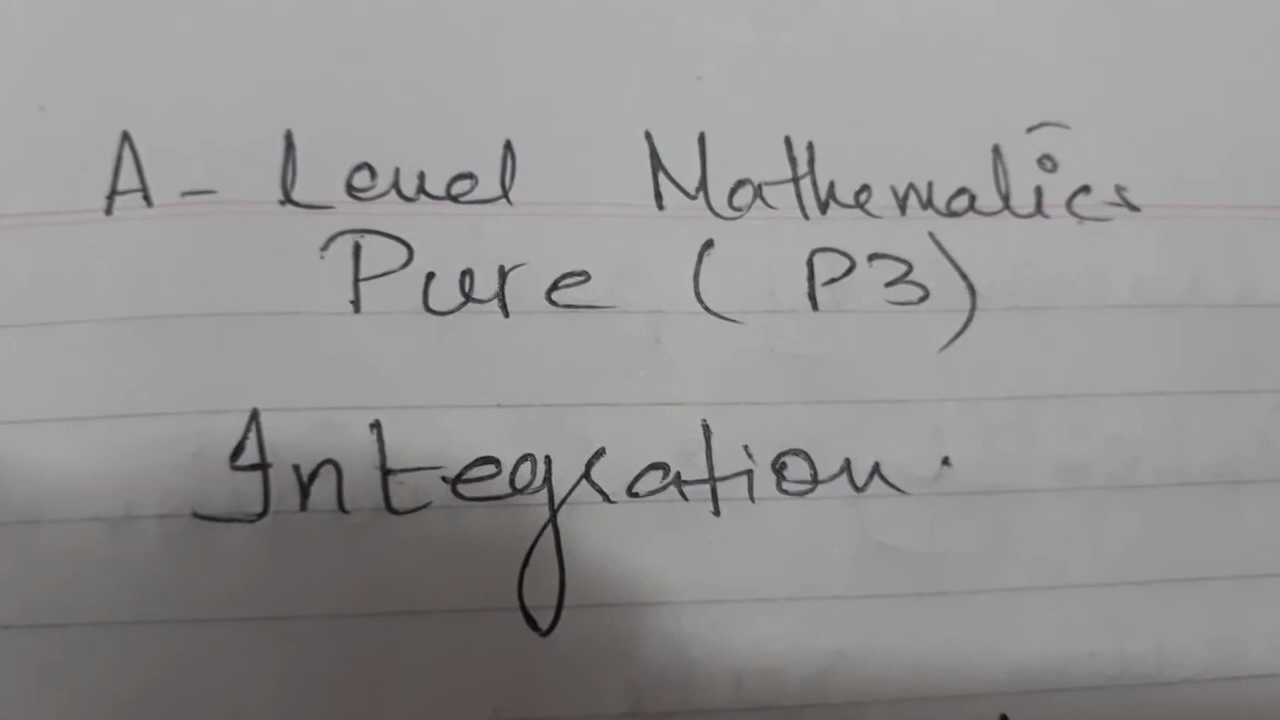 A- Level Mathematics
Pure (P3)
Integration.